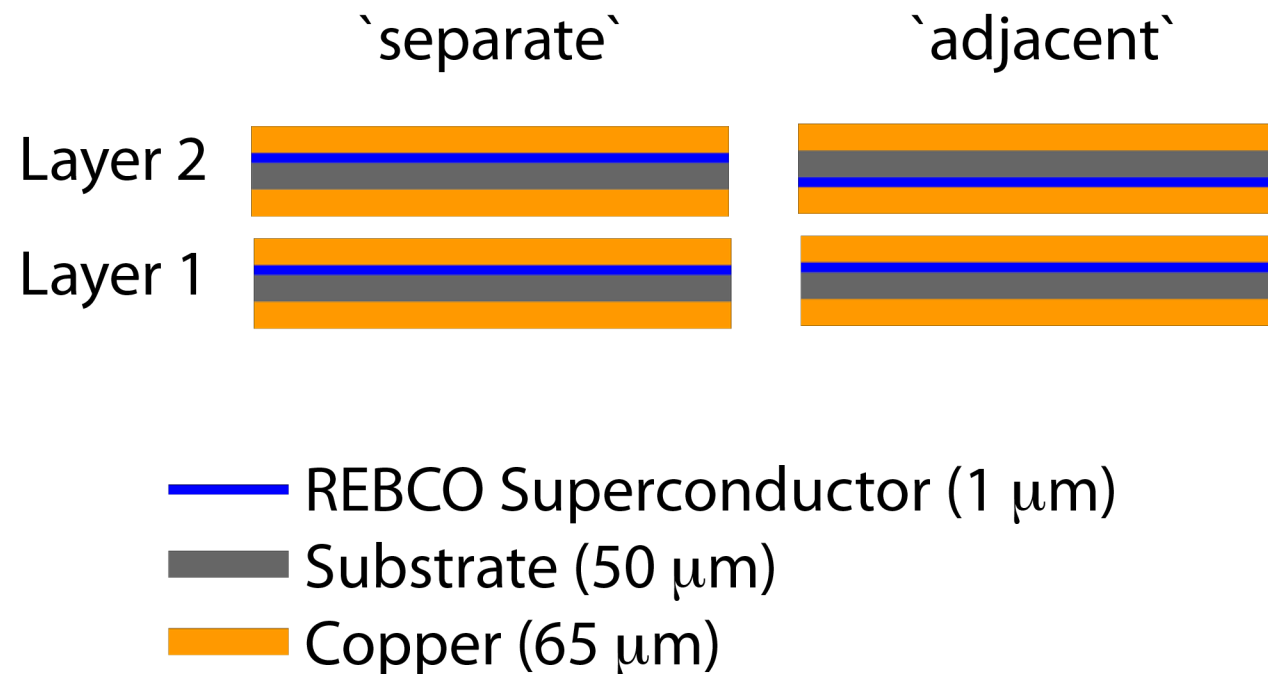 `separate` `adjacent`
Layer 2
Layer 1
REBCO Superconductor (1 μm)
Substrate (50 μm)
Copper (65 μm)